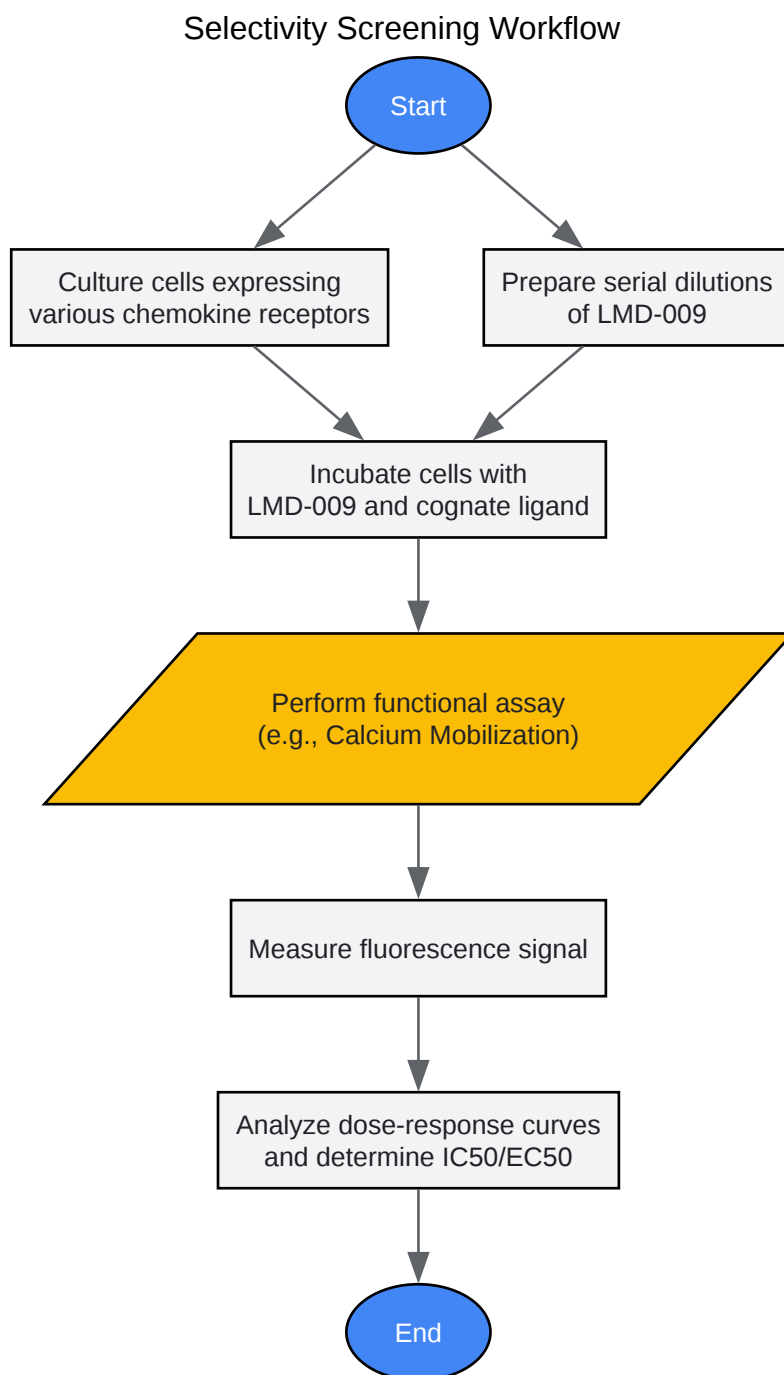 Selectivity Screening Workflow
Start
Culture cells expressing
various chemokine receptors
Prepare serial dilutions
of LMD-009
Incubate cells with
LMD-009 and cognate ligand
Perform functional assay
(e.g., Calcium Mobilization)
Measure fluorescence signal
Analyze dose-response curves
and determine IC50/EC50
End